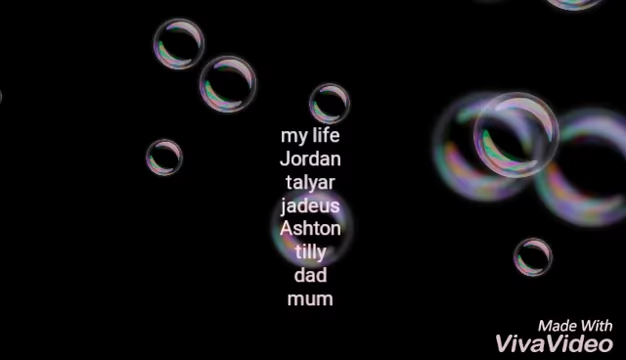 my life
Jordan
talyar
jadeus
Ashton
tilly
dad
mum
Made With
VivaVideo